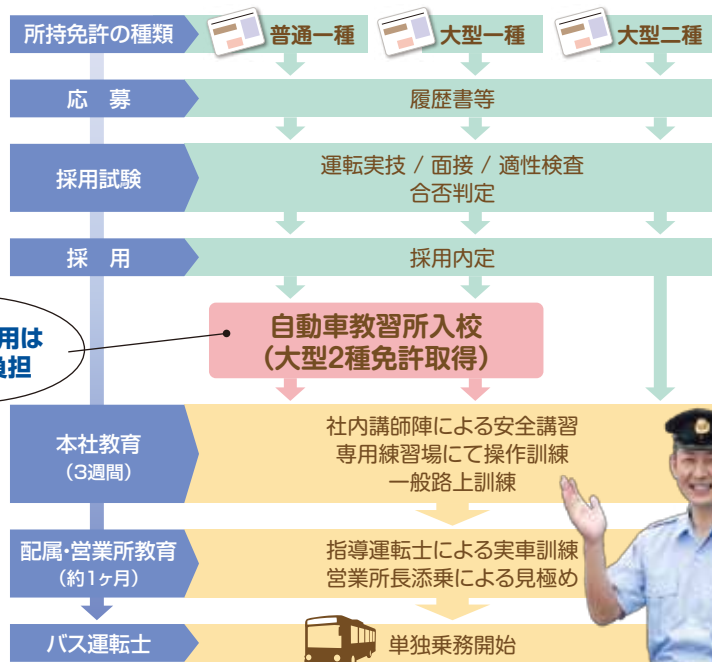 所持免許の種類
普通一種
大型一種
大型二種
応 募
履歴書等
採用試験
運転実技 / 面接 / 適性検査
合否判定
採 用
採用内定
用は
負担
自動車教習所入校
(大型2種免許取得)
本社教育
(3週間)
社内講師陣による安全講習
専用練習場にて操作訓練
一般路上訓練
配属・営業所教育
(約1ヶ月)
指導運転士による実車訓練
営業所長添乗による見極め
バス運転士
単独乗務開始